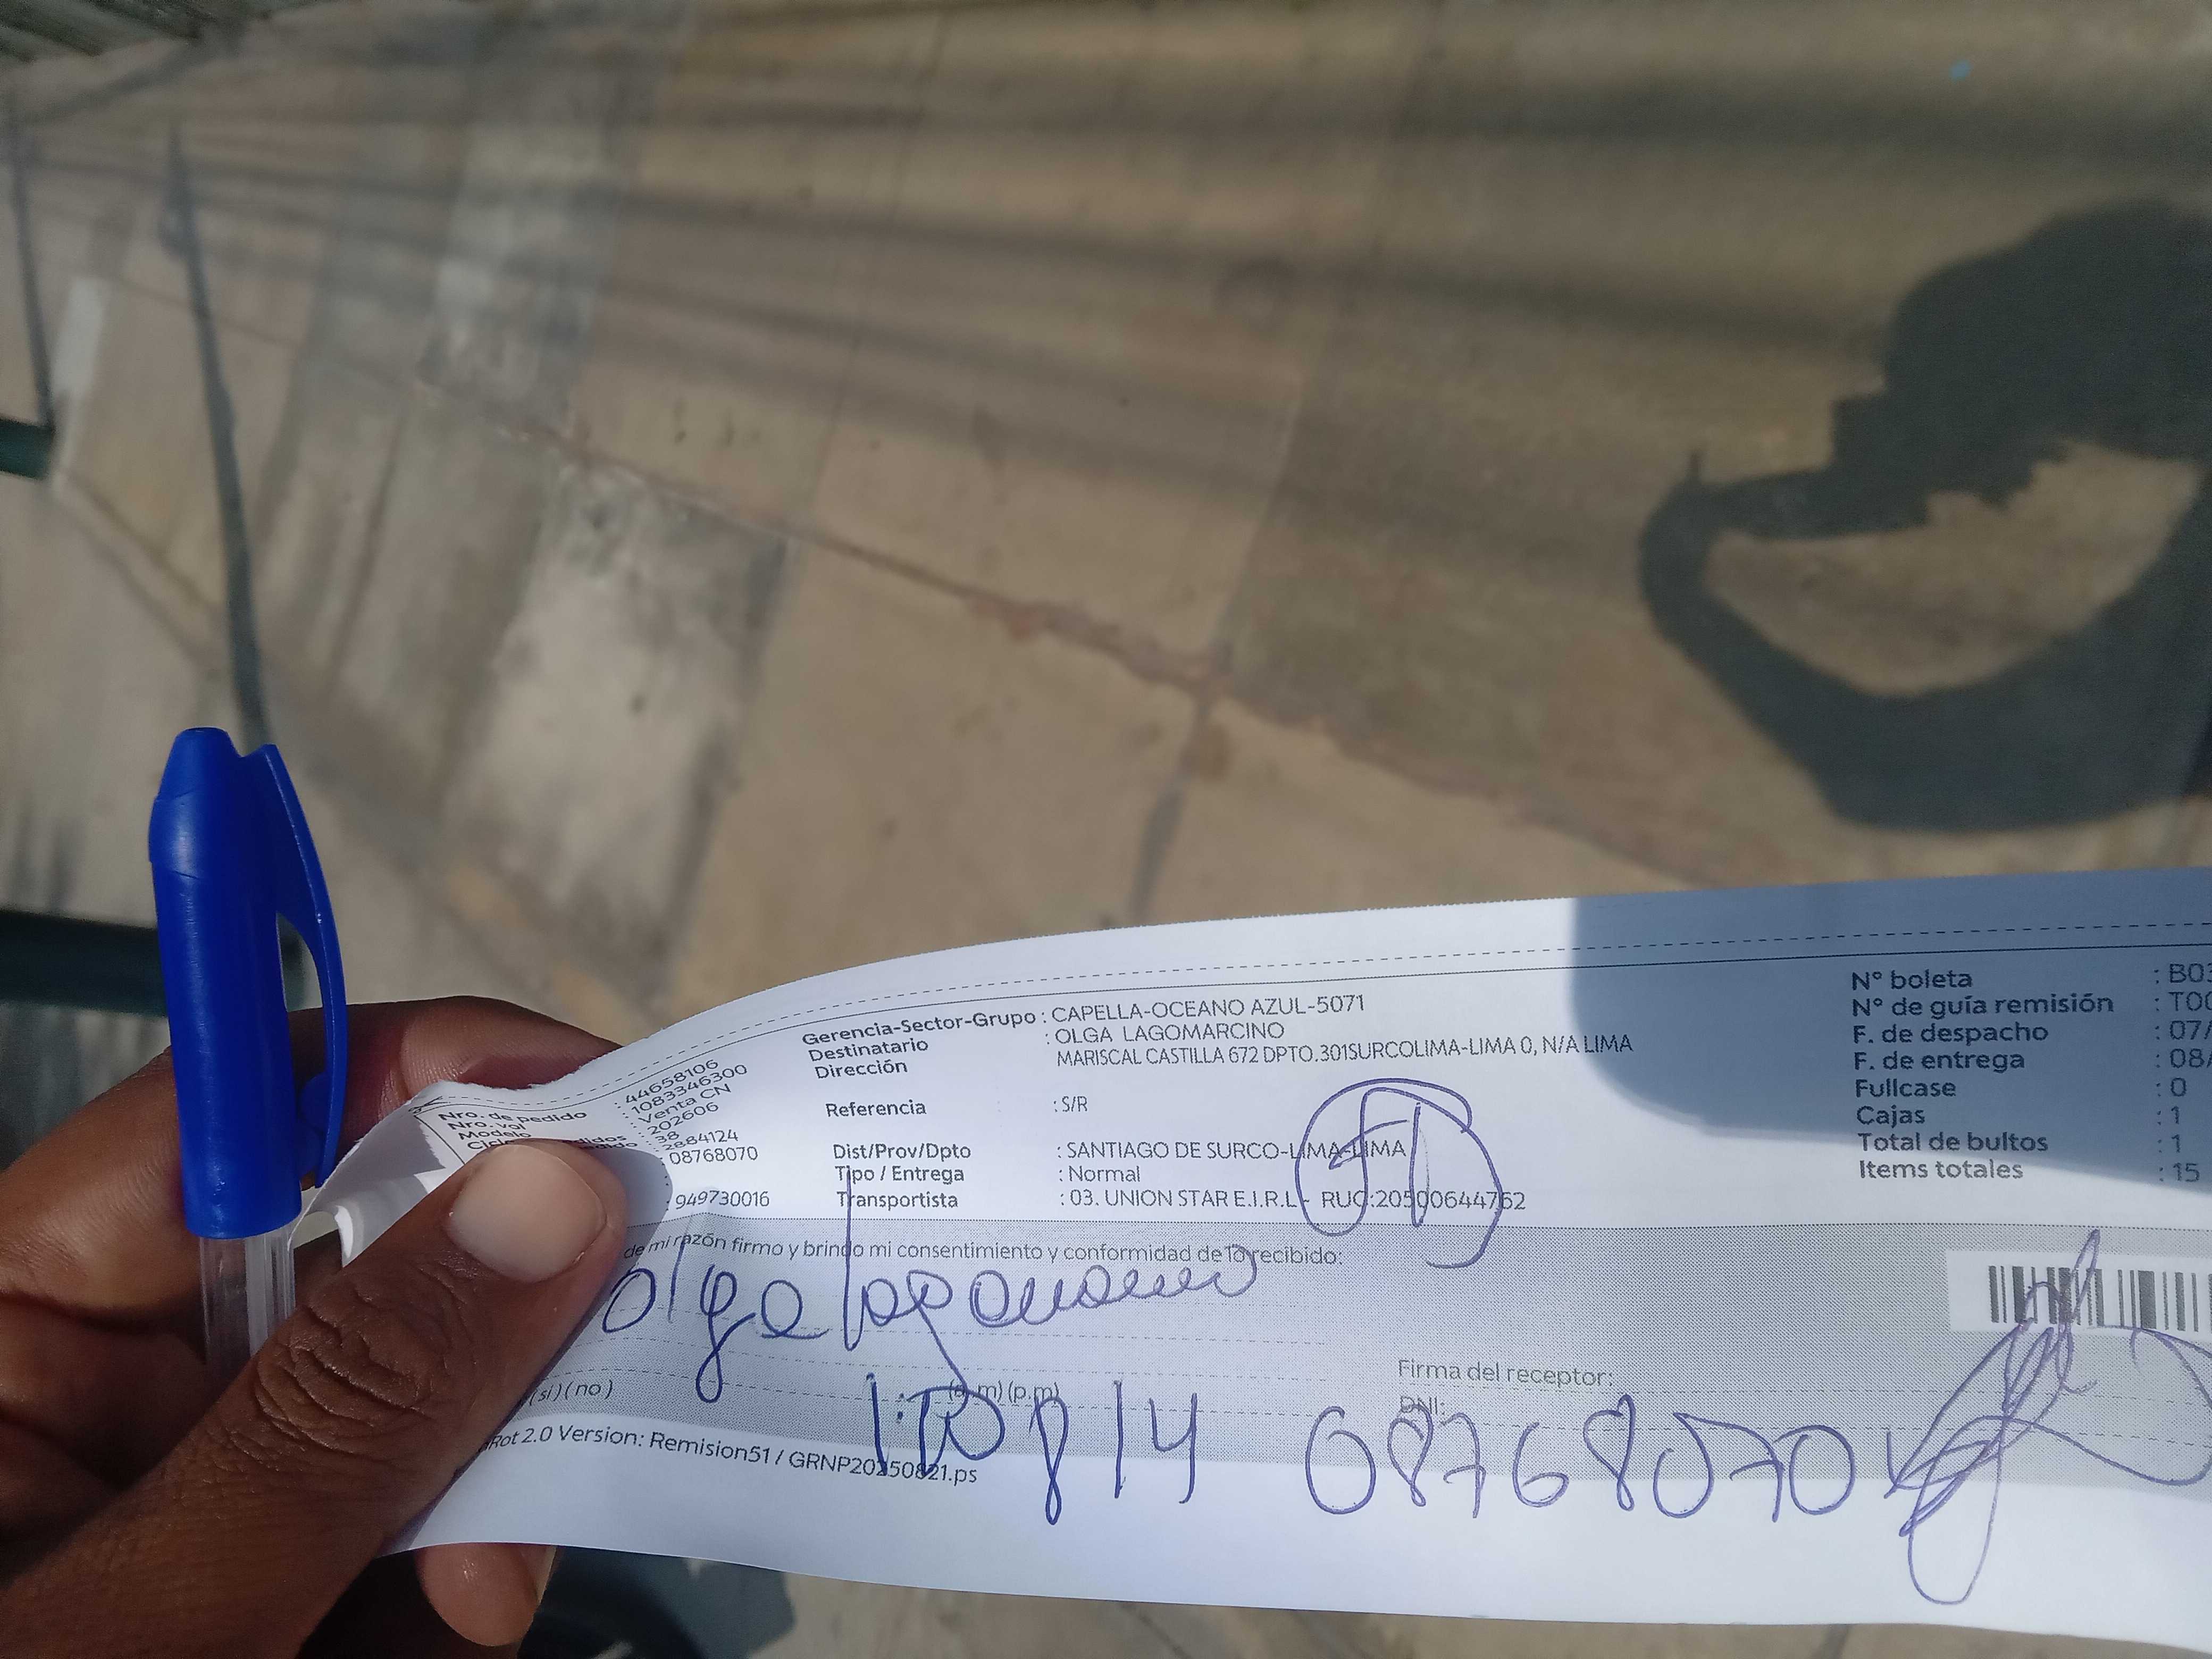 Nro. de pedido : 44658106
Nro. vol : 1083346300
Modelo : Venta CN
: 202606
: 38
: 2884124
: 08768070
: 949730016
Gerencia-Sector-Grupo : CAPELLA-OCEANO AZUL-5071
Destinatario : OLGA LAGOMARCINO
Dirección MARISCAL CASTILLA 672 DPTO.301SURCOLIMA-LIMA 0, N/A LIMA
Referencia : S/R
Dist/Prov/Dpto : SANTIAGO DE SURCO-LIMA-LIMA
Tipo / Entrega : Normal
Transportista : 03. UNION STAR E.I.R.L - RUC:20500644762
N° boleta : B03
N° de guía remisión : T00
F. de despacho : 07/
F. de entrega : 08/
Fullcase : 0
Cajas : 1
Total de bultos : 1
Items totales : 15
de mi razón firmo y brindo mi consentimiento y conformidad de lo recibido:
Olga
(si) (no) (a.m) (p.m)
Firma del receptor:
DNI:
08768070
Rot 2.0 Version: Remision51 / GRNP20250821.ps